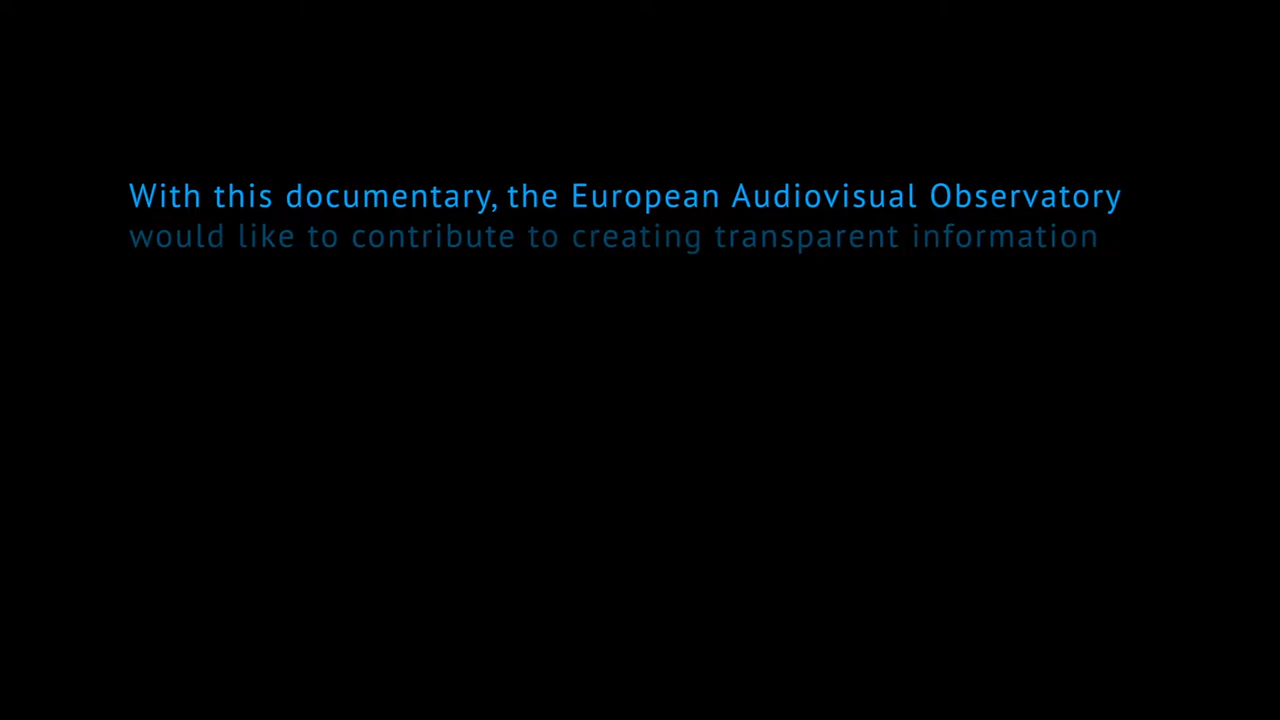 With this documentary, the European Audiovisual Observatory
would like to contribute to creating transparent information